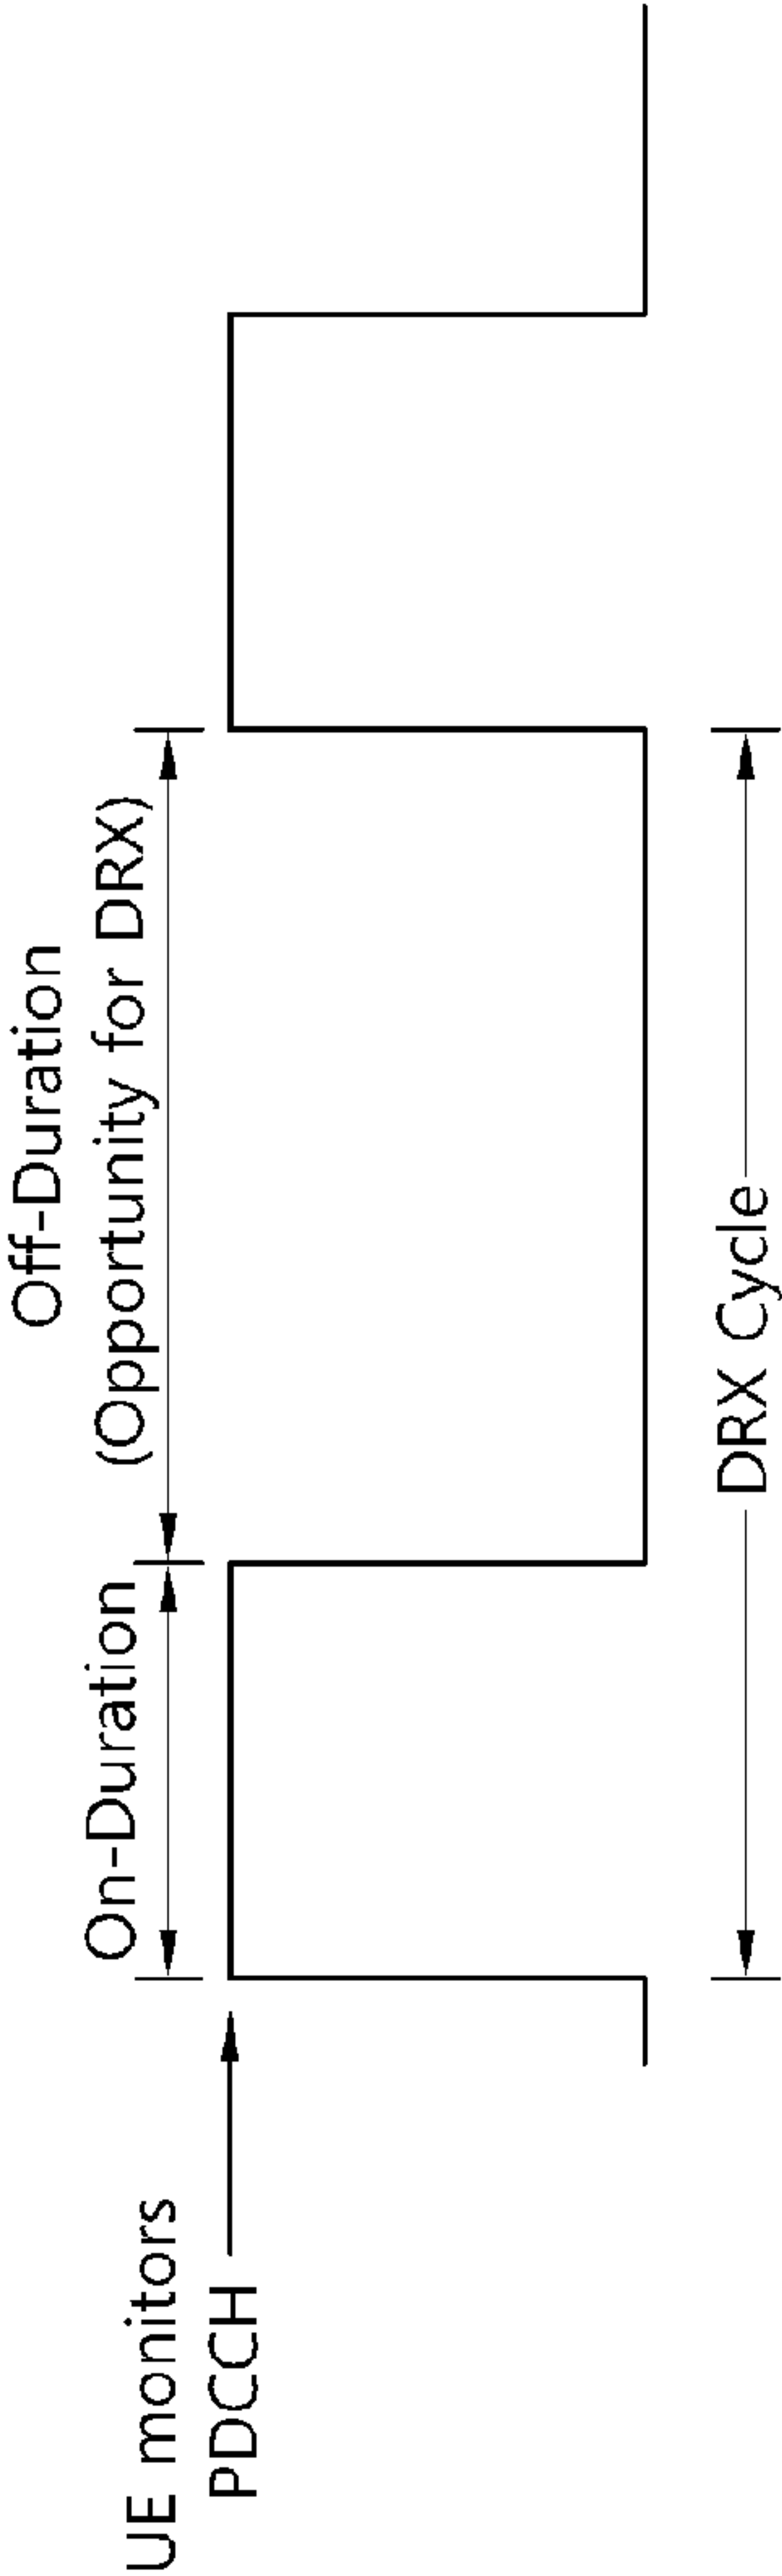 UE monitors
PDCCH
On-Duration
Off-Duration
(Opportunity for DRX)
DRX Cycle